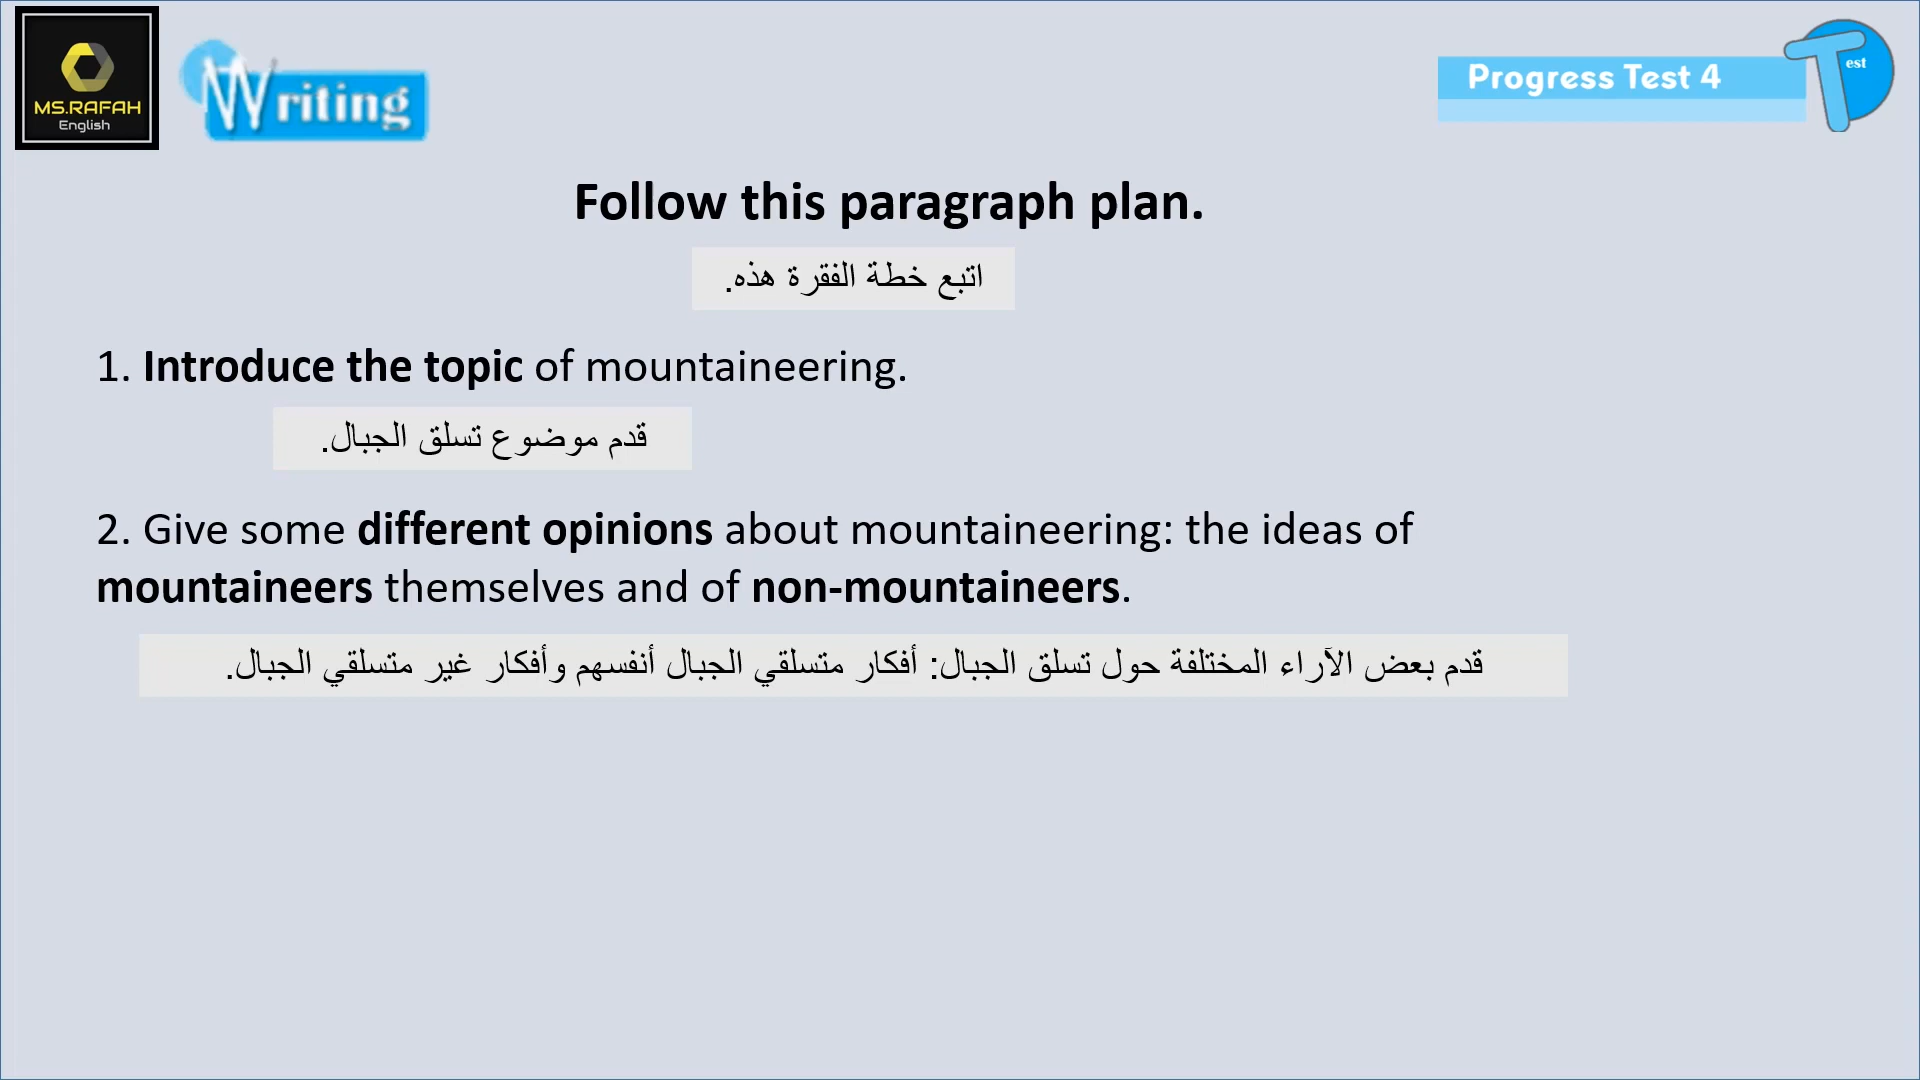 MS.RAFAH
English
Writing
Progress Test 4
Test
Follow this paragraph plan.
اتبع خطة الفقرة هذه.
1. Introduce the topic of mountaineering.
قدم موضوع تسلق الجبال.
2. Give some different opinions about mountaineering: the ideas of
mountaineers themselves and of non-mountaineers.
قدم بعض الآراء المختلفة حول تسلق الجبال: أفكار متسلقي الجبال أنفسهم وأفكار غير متسلقي الجبال.